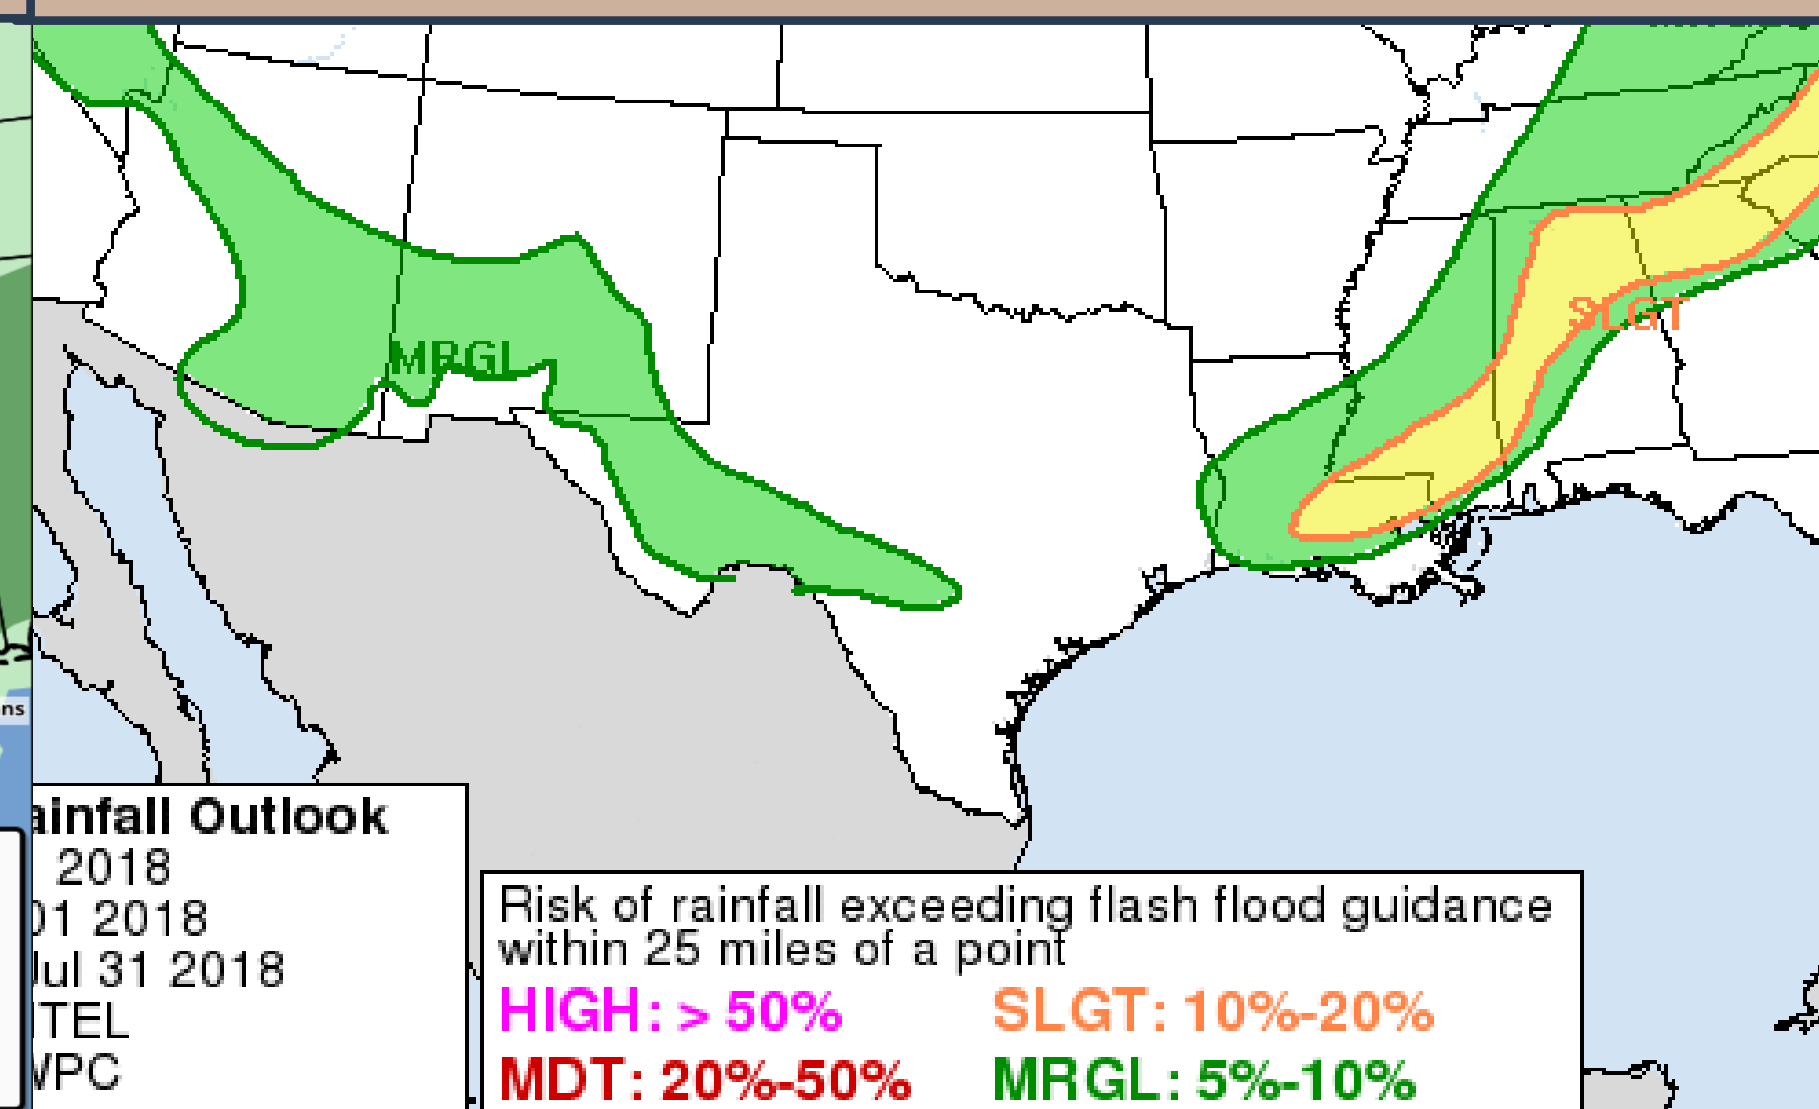 MRGL
SLGT
ns
ainfall Outlook
2018
01 2018
Jul 31 2018
TEL
WPC
Risk of rainfall exceeding flash flood guidance
within 25 miles of a point
HIGH: > 50% SLGT: 10%-20%
MDT: 20%-50% MRGL: 5%-10%